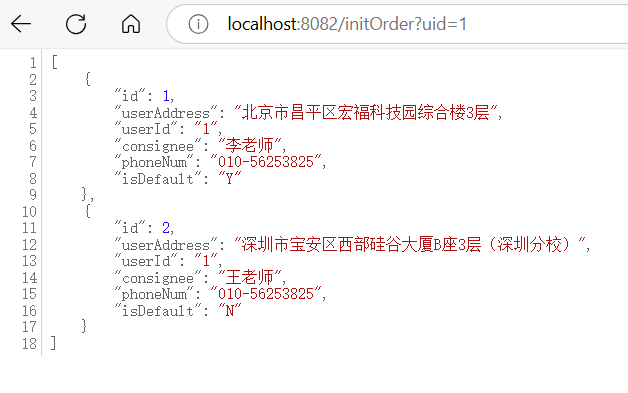 localhost:8082/initOrder?uid=1
1 [
2     {
3         "id": 1,
4         "userAddress": "北京市昌平区宏福科技园综合楼3层",
5         "userId": "1",
6         "consignee": "李老师",
7         "phoneNum": "010-56253825",
8         "isDefault": "Y"
9     },
10     {
11         "id": 2,
12         "userAddress": "深圳市宝安区西部硅谷大厦B座3层（深圳分校）",
13         "userId": "1",
14         "consignee": "王老师",
15         "phoneNum": "010-56253825",
16         "isDefault": "N"
17     }
18 ]